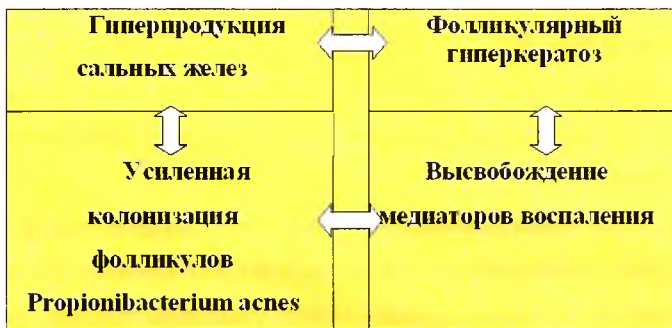 Гиперпродукция
сальных желез
Фолликулярный
гиперкератоз
Усиленная
колонизация
фолликулов
Propionibacterium acnes
Высвобождение
медиаторов воспаления